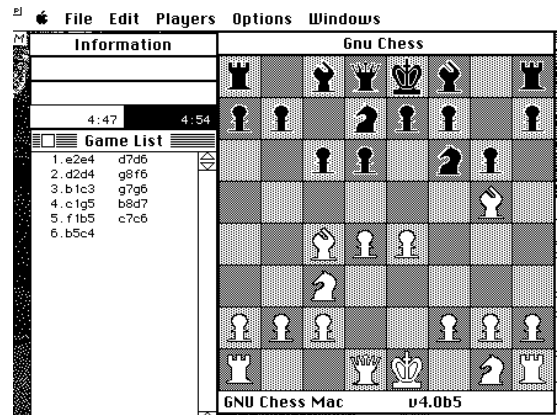 File Edit Players Options Windows
Information
Gnu Chess
4:47 4:54
Game List
1.e2e4 d7d6
2.d2d4 g8f6
3.b1c3 g7g6
4.c1g5 b8d7
5.f1b5 c7c6
6.b5c4
GNU Chess Mac v4.0b5